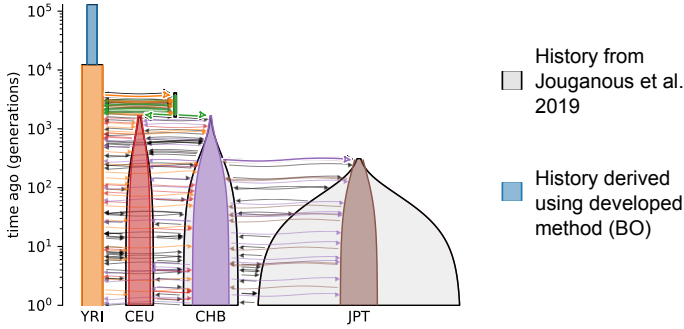 10⁵
10⁴
10³
10²
10¹
10⁰
time ago (generations)
YRI CEU CHB JPT
History from
Jouganous et al.
2019
History derived
using developed
method (BO)